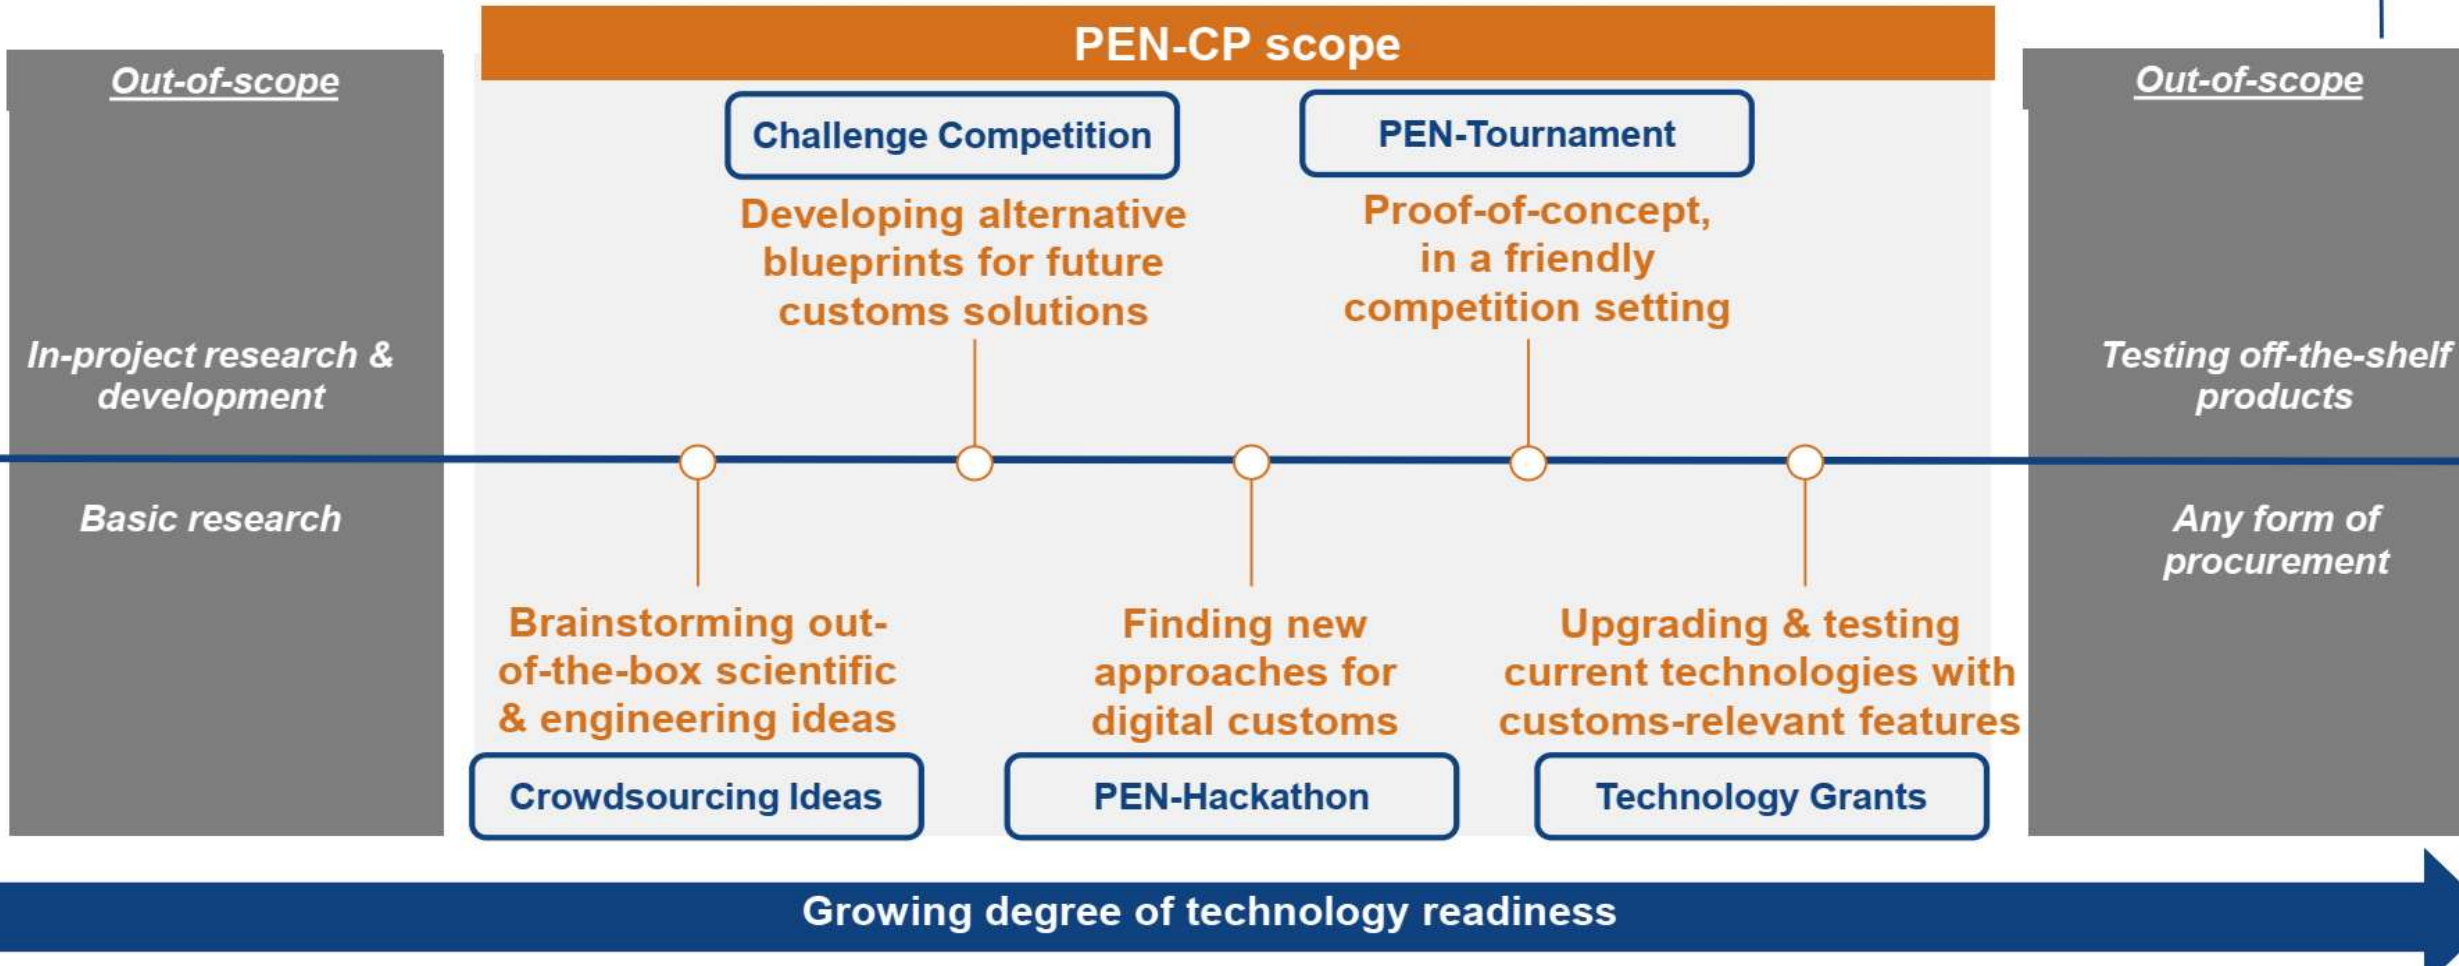 PEN-CP scope
Out-of-scope
In-project research &
development
Basic research
Challenge Competition
Developing alternative
blueprints for future
customs solutions
PEN-Tournament
Proof-of-concept,
in a friendly
competition setting
Brainstorming out-
of-the-box scientific
& engineering ideas
Crowdsourcing Ideas
Finding new
approaches for
digital customs
PEN-Hackathon
Upgrading & testing
current technologies with
customs-relevant features
Technology Grants
Out-of-scope
Testing off-the-shelf
products
Any form of
procurement
Growing degree of technology readiness